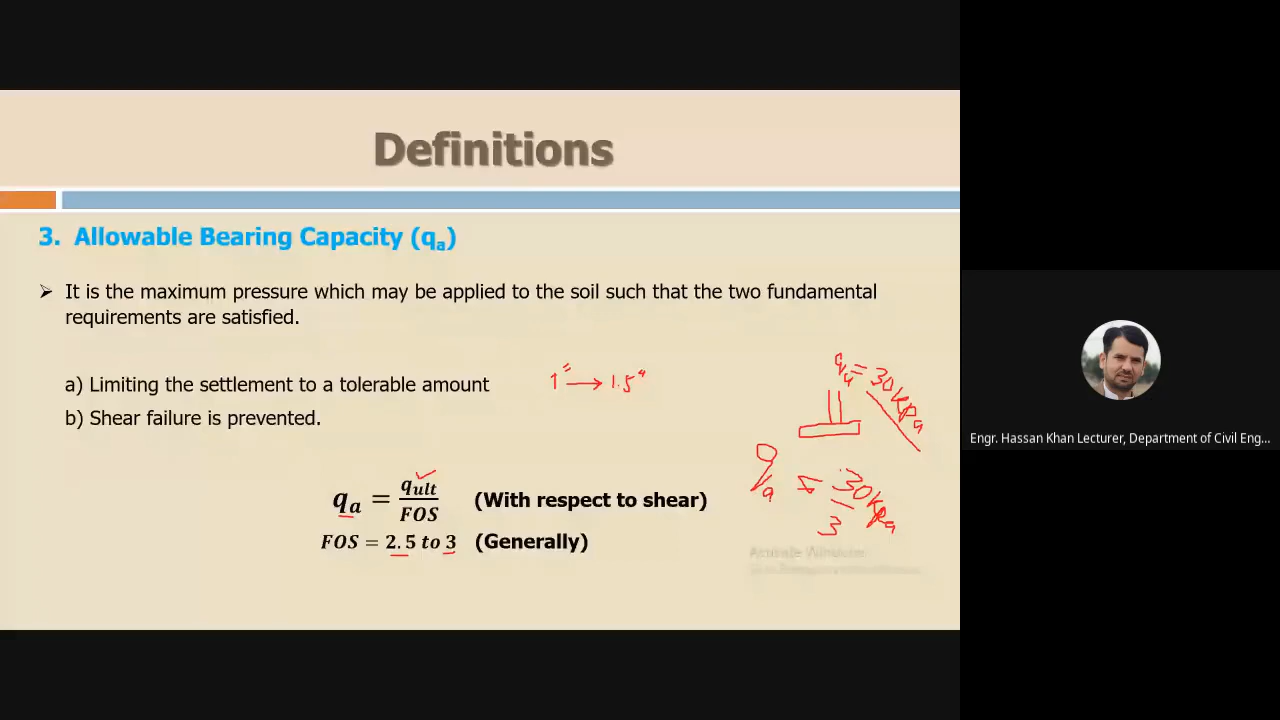 Definitions
3. Allowable Bearing Capacity (qa)
➢ It is the maximum pressure which may be applied to the soil such that the two fundamental
requirements are satisfied.
a) Limiting the settlement to a tolerable amount
1" → 1.5"
b) Shear failure is prevented.
qu = 30kPa
qa = qult / FOS (With respect to shear)
FOS = 2.5 to 3 (Generally)
qa = 30kPa / 3
Activate Windows
Engr. Hassan Khan Lecturer, Department of Civil Eng...